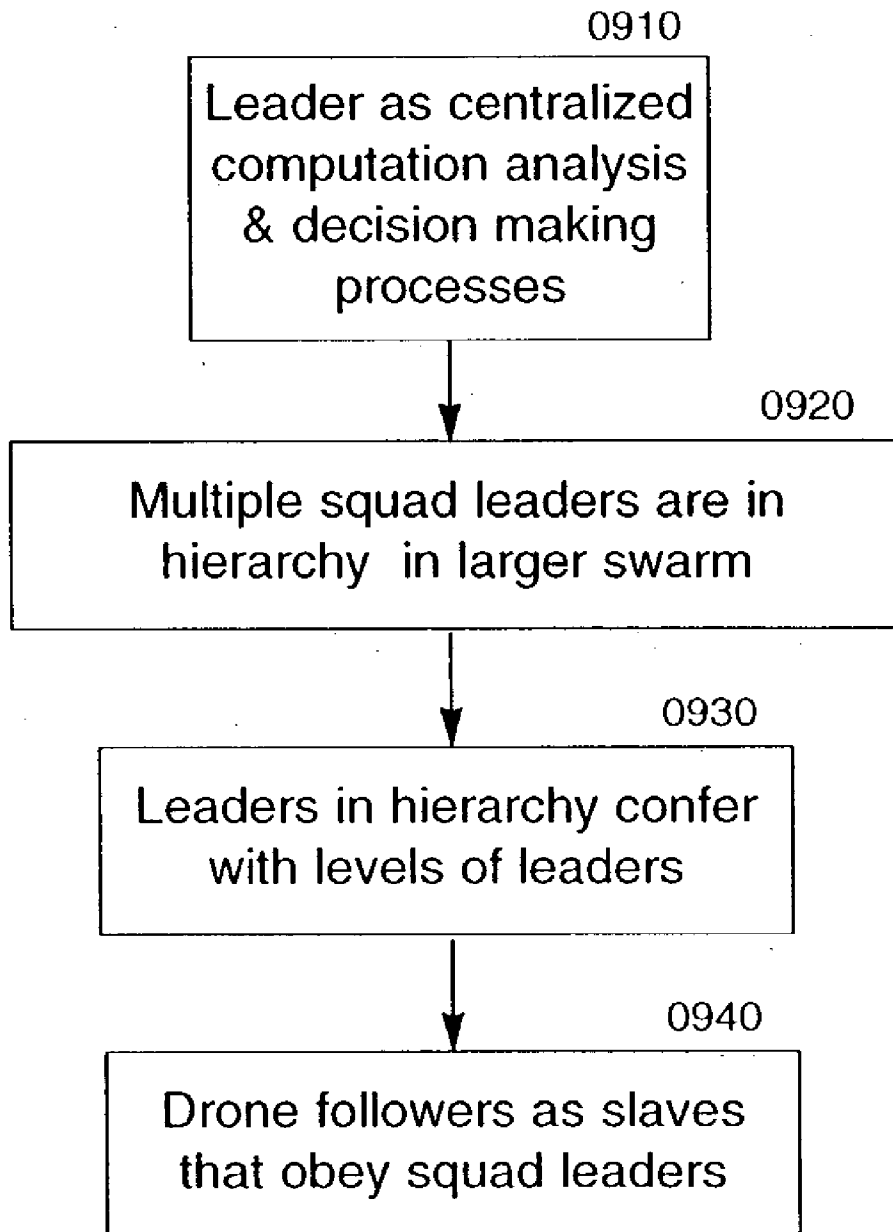 0910
Leader as centralized
computation analysis
& decision making
processes
0920
Multiple squad leaders are in
hierarchy in larger swarm
0930
Leaders in hierarchy confer
with levels of leaders
0940
Drone followers as slaves
that obey squad leaders